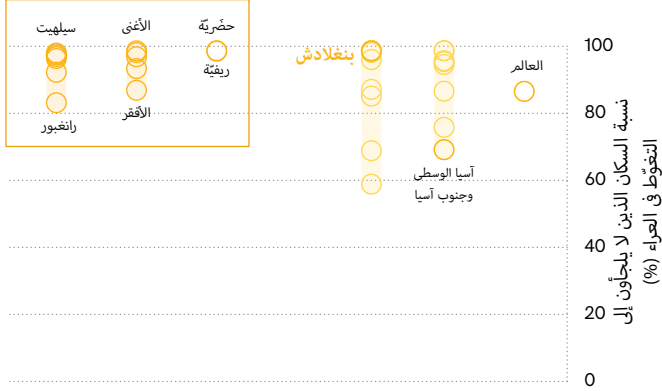 نسبة السكان الذين لا يلجأون إلى
التغوّط في العراء (%)
100
80
60
40
20
0
العالم
آسيا الوسطى
وجنوب آسيا
بنغلادش
حضَريّة
ريفيّة
الأغنى
الأفقر
سيلهيت
رانغبور